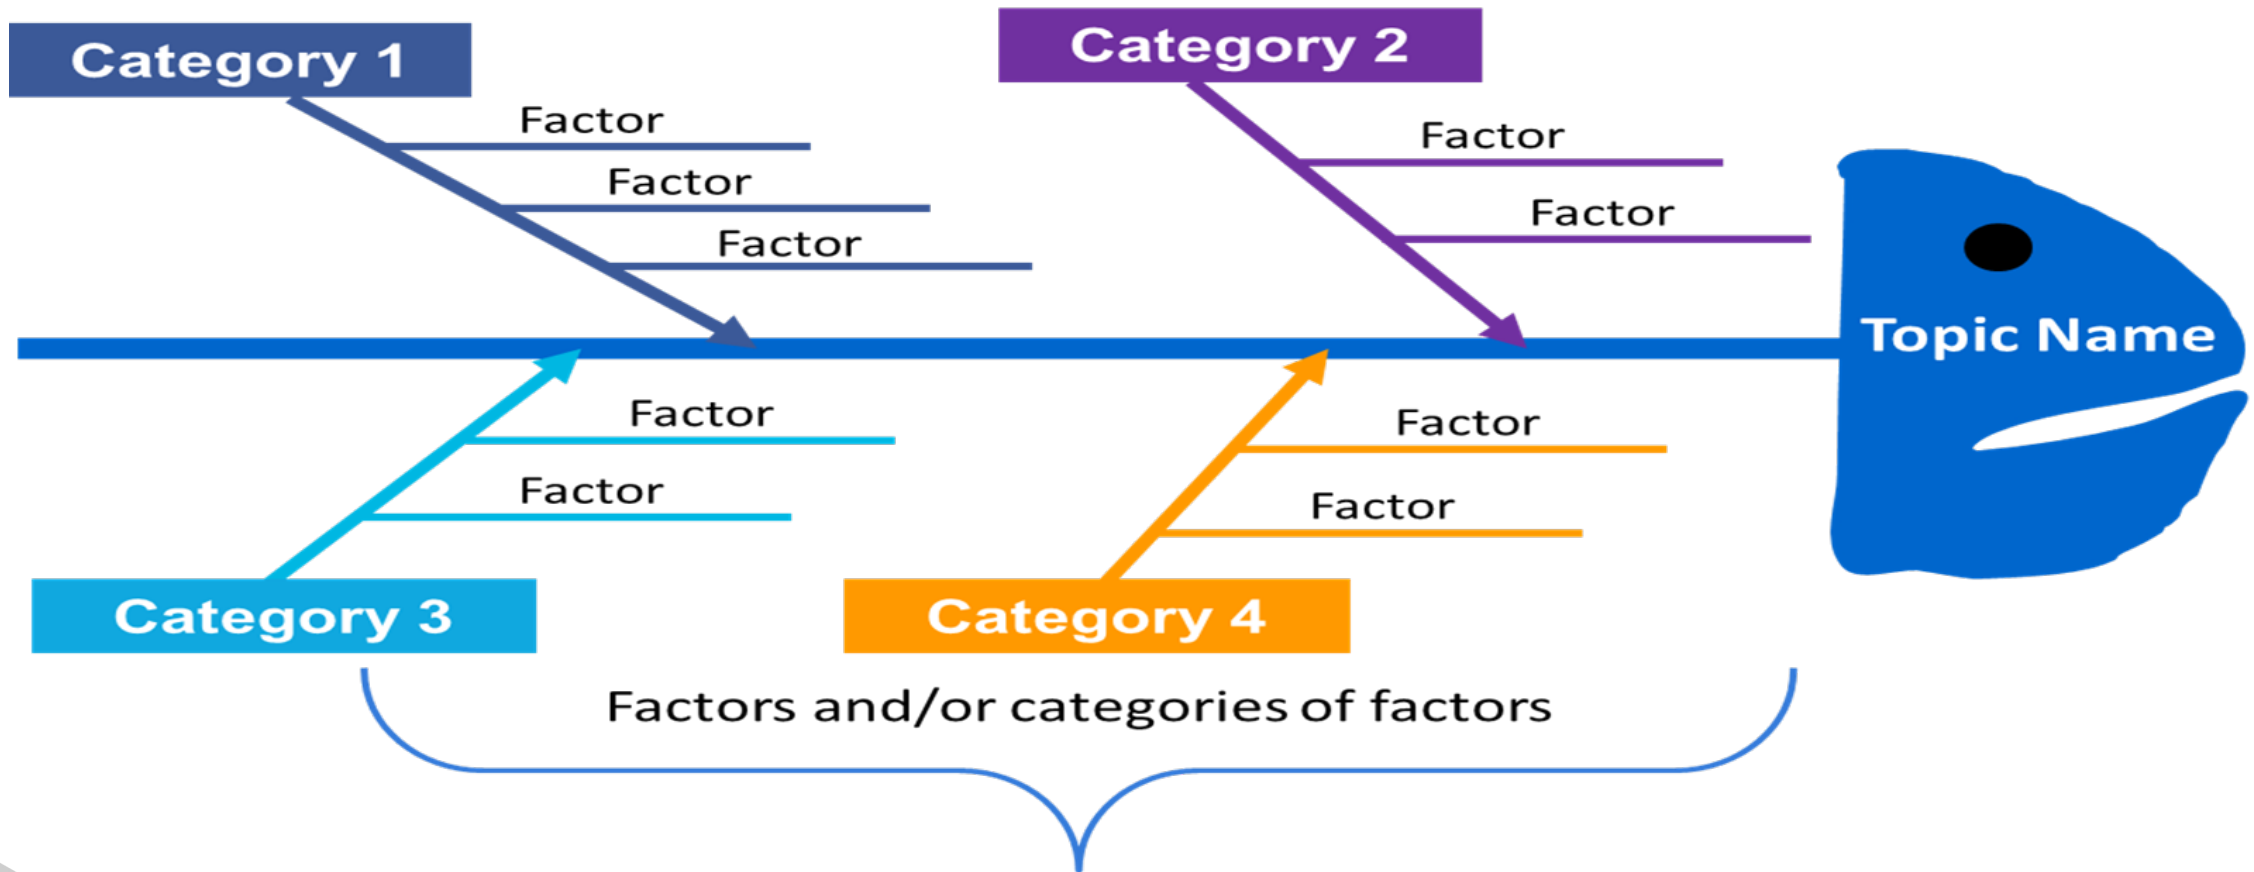 Category 1
Category 2
Factor
Factor
Factor
Factor
Factor
Topic Name
Factor
Factor
Factor
Factor
Category 3
Category 4
Factors and/or categories of factors